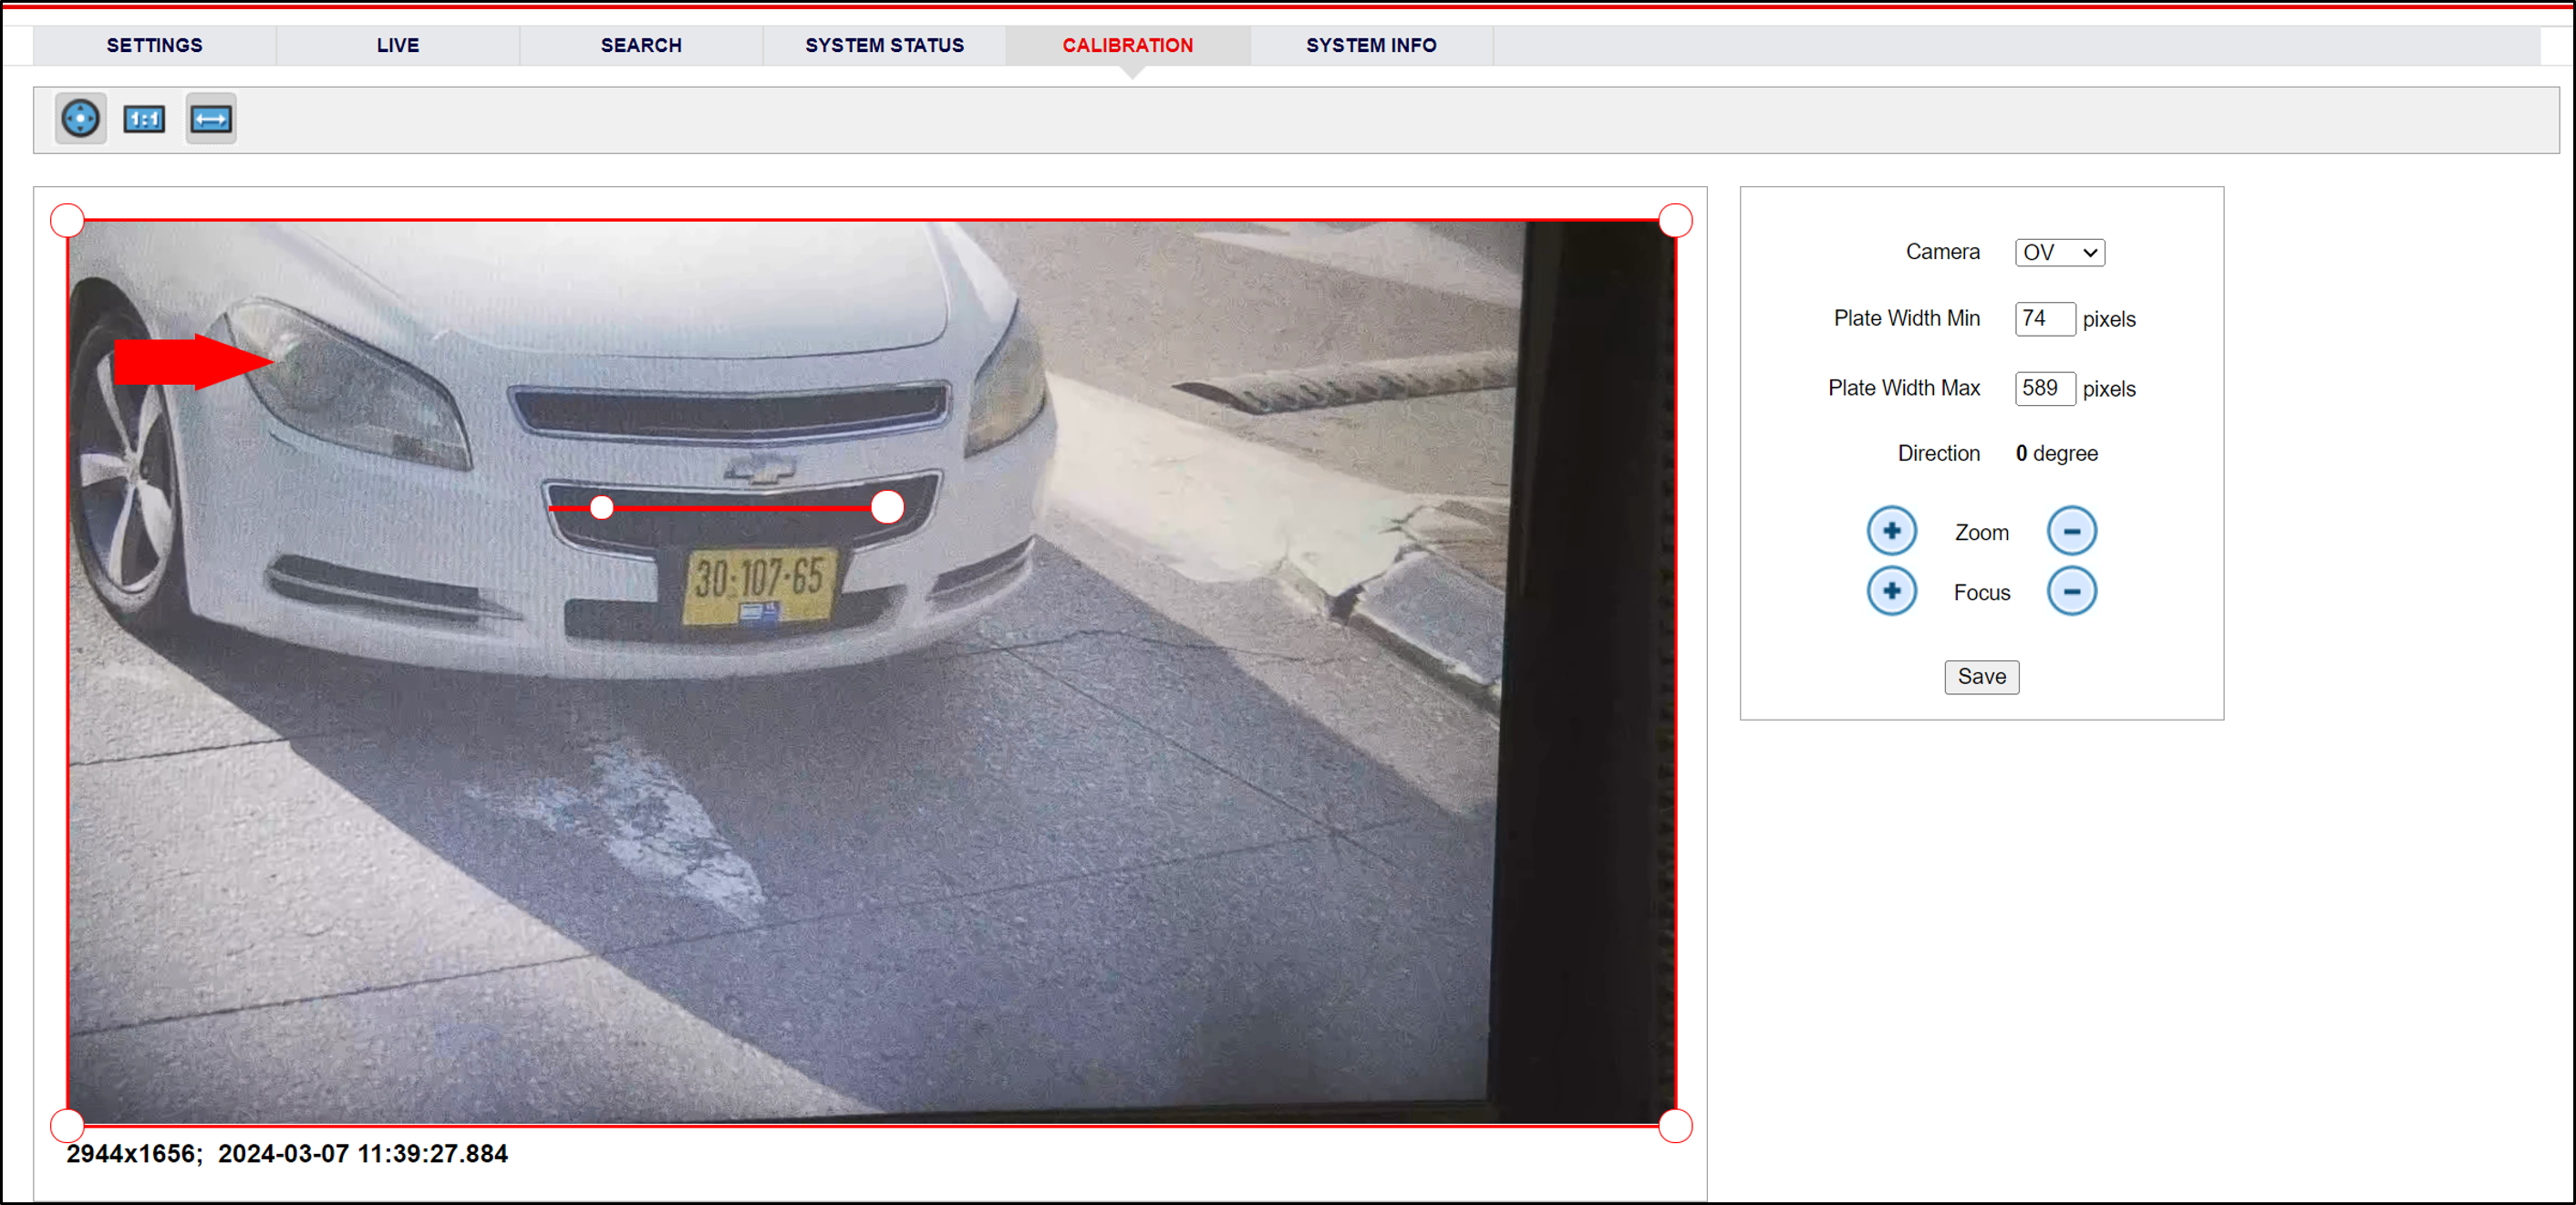 SETTINGS LIVE SEARCH SYSTEM STATUS CALIBRATION SYSTEM INFO
1:1
Camera OV
Plate Width Min 74 pixels
Plate Width Max 589 pixels
Direction 0 degree
Zoom
Focus
Save
30-107-65
2944x1656; 2024-03-07 11:39:27.884